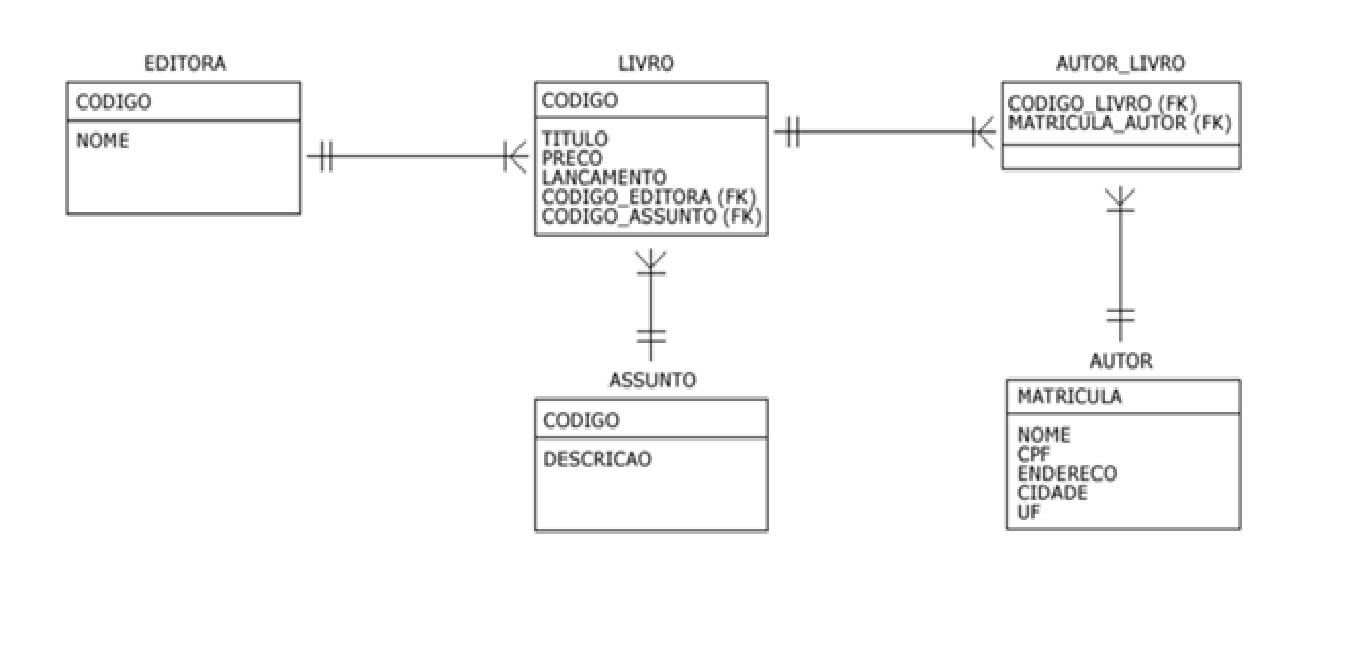 EDITORA
CODIGO
NOME
LIVRO
CODIGO
TITULO
PRECO
LANCAMENTO
CODIGO_EDITORA (FK)
CODIGO_ASSUNTO (FK)
AUTOR_LIVRO
CODIGO_LIVRO (FK)
MATRICULA_AUTOR (FK)
ASSUNTO
CODIGO
DESCRICAO
AUTOR
MATRICULA
NOME
CPF
ENDERECO
CIDADE
UF